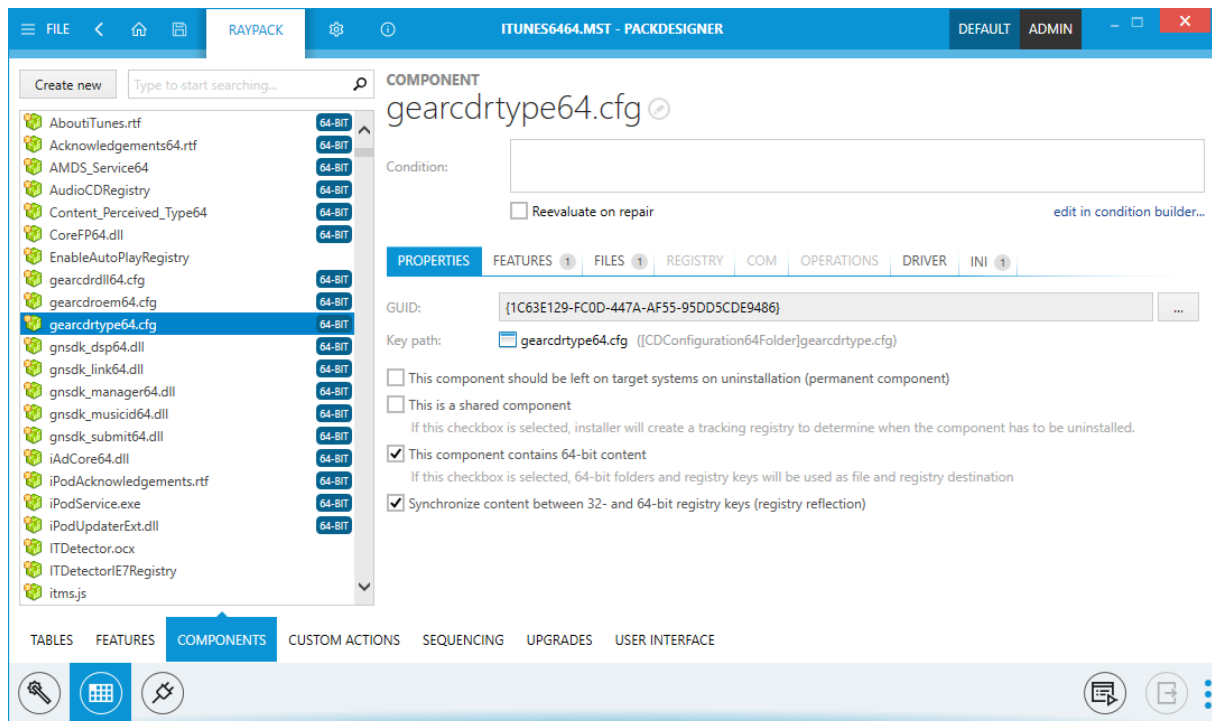 FILE
RAYPACK
ITUNES6464.MST - PACKDESIGNER
DEFAULT
ADMIN
Create new
Type to start searching...
AboutiTunes.rtf 64-BIT
Acknowledgements64.rtf 64-BIT
AMDS_Service64 64-BIT
AudioCDRegistry 64-BIT
Content_Perceived_Type64 64-BIT
CoreFP64.dll 64-BIT
EnableAutoPlayRegistry
gearcdrdll64.cfg 64-BIT
gearcdroem64.cfg 64-BIT
gearcdrtype64.cfg 64-BIT
gnsdk_dsp64.dll 64-BIT
gnsdk_link64.dll 64-BIT
gnsdk_manager64.dll 64-BIT
gnsdk_musicid64.dll 64-BIT
gnsdk_submit64.dll 64-BIT
iAdCore64.dll 64-BIT
iPodAcknowledgements.rtf 64-BIT
iPodService.exe 64-BIT
iPodUpdaterExt.dll 64-BIT
ITDetector.ocx
ITDetectorIE7Registry
itms.js
COMPONENT
gearcdrtype64.cfg
Condition:
Reevaluate on repair
edit in condition builder...
PROPERTIES FEATURES 1 FILES 1 REGISTRY COM OPERATIONS DRIVER INI 1
GUID: {1C63E129-FC0D-447A-AF55-95DD5CDE9486} ...
Key path: gearcdrtype64.cfg ([CDConfiguration64Folder]gearcdrtype.cfg)
This component should be left on target systems on uninstallation (permanent component)
This is a shared component
If this checkbox is selected, installer will create a tracking registry to determine when the component has to be uninstalled.
This component contains 64-bit content
If this checkbox is selected, 64-bit folders and registry keys will be used as file and registry destination
Synchronize content between 32- and 64-bit registry keys (registry reflection)
TABLES FEATURES COMPONENTS CUSTOM ACTIONS SEQUENCING UPGRADES USER INTERFACE